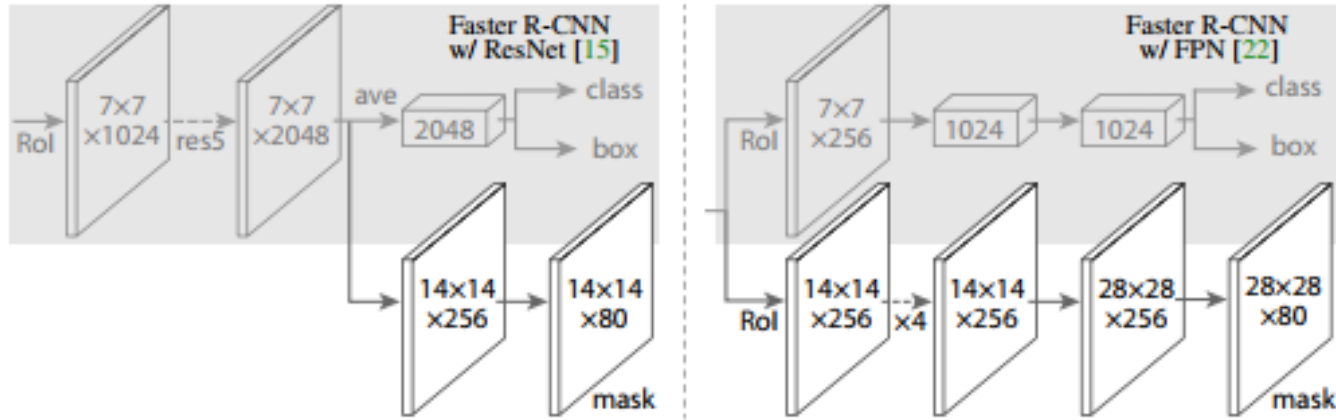 Faster R-CNN
w/ ResNet [15]
RoI
7×7
×1024
res5
7×7
×2048
ave
2048
class
box
14×14
×256
14×14
×80
mask
Faster R-CNN
w/ FPN [22]
RoI
7×7
×256
1024
1024
class
box
RoI
14×14
×256
×4
14×14
×256
28×28
×256
28×28
×80
mask